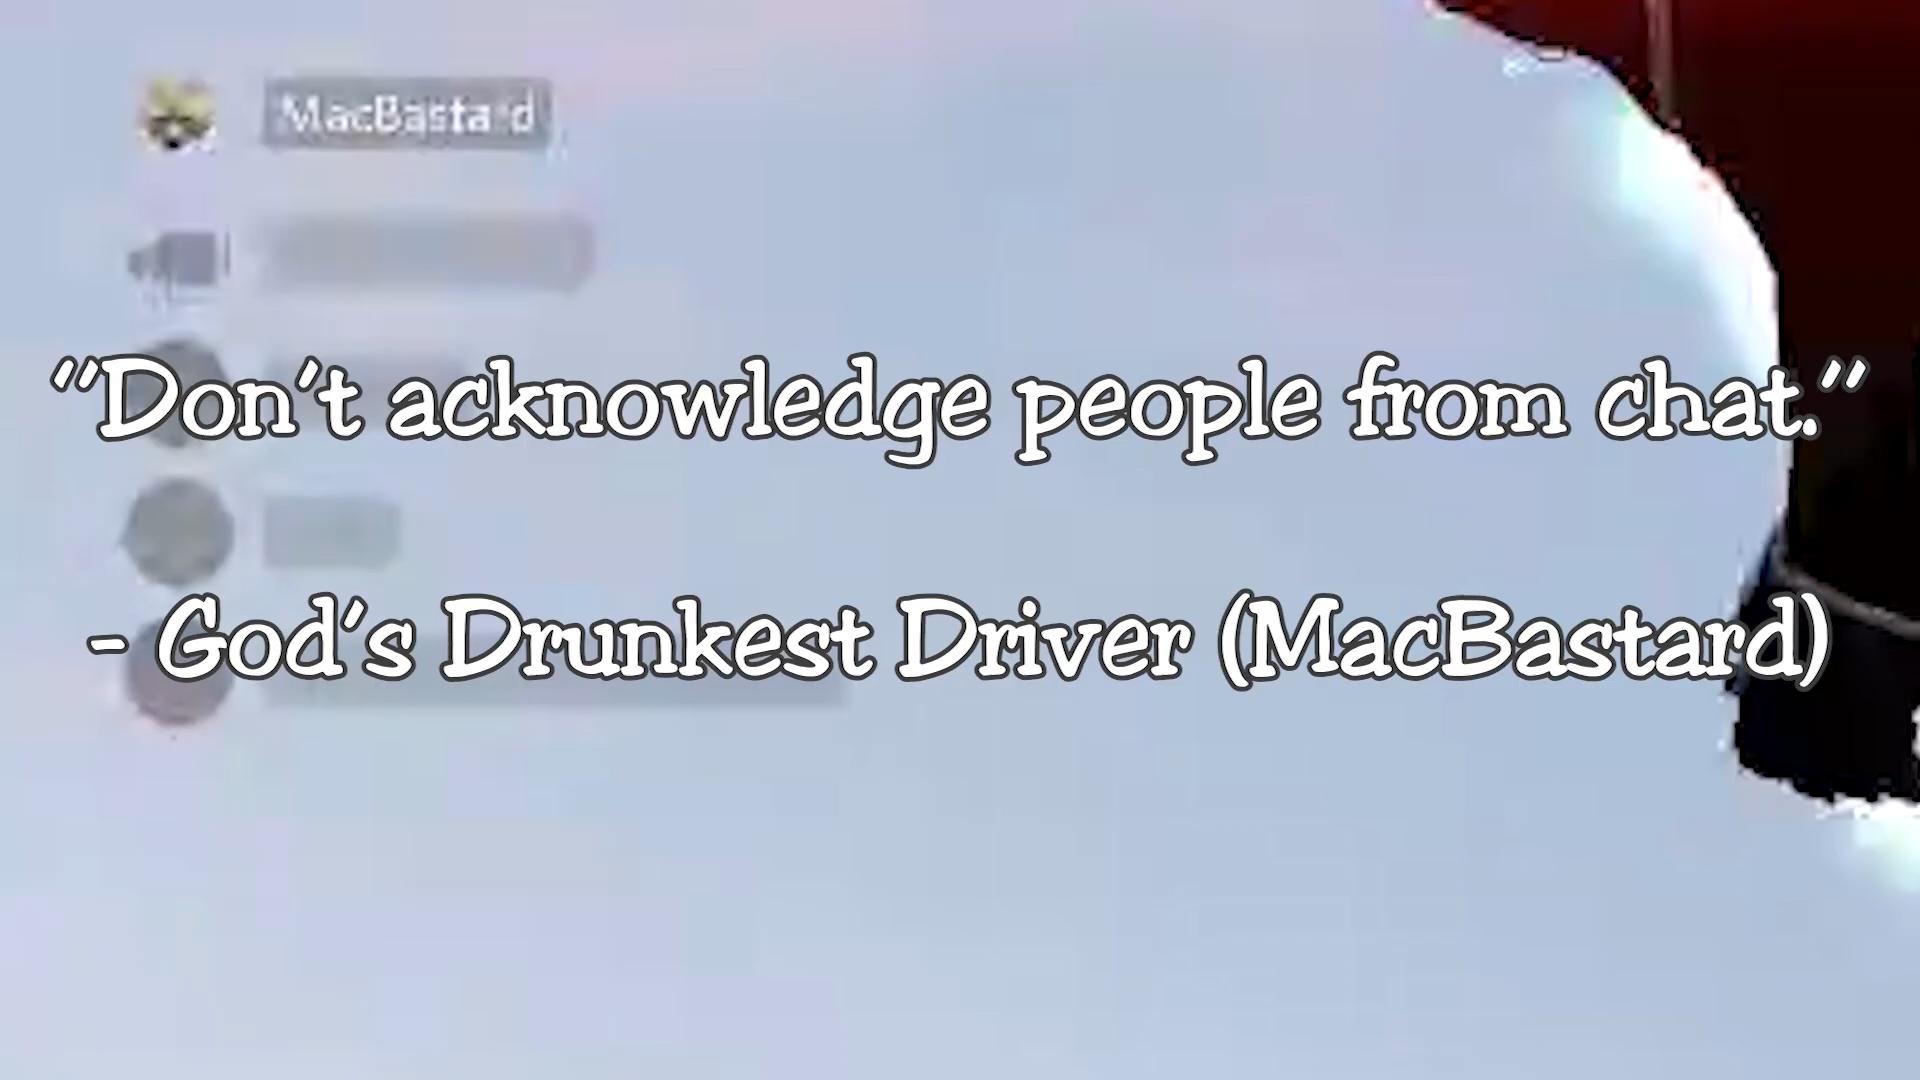 MacBastard
"Don't acknowledge people from chat."
- God's Drunkest Driver (MacBastard)